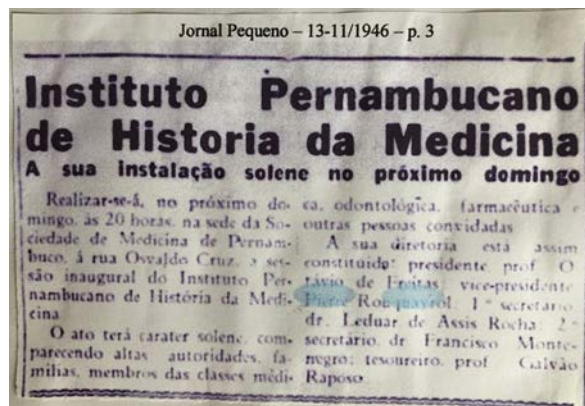 Jornal Pequeno – 13-11/1946 – p. 3
Instituto Pernambucano
de Historia da Medicina
A sua instalação solene no próximo domingo
Realizar-se-á, no próximo do-
mingo, ás 20 horas, na sede da So-
ciedade de Medicina de Pernam-
buco, á rua Osvaldo Cruz, a ses-
são inaugural do Instituto Per-
nambucano de História da Medi-
cina
O ato terá carater solene, com-
parecendo altas autoridades, fa-
milias, membros das classes médi-
ca, odontológica, farmacêutica e
outras pessoas convidadas
A sua diretoria está assim
constituida: presidente, prof. O
távio de Freitas; vice-presidente
Pierre Rouquayrol; 1º secretário,
dr. Leduar de Assis Rocha; 2º
secretário, dr. Francisco Monte-
negro; tesoureiro, prof. Galvão
Raposo